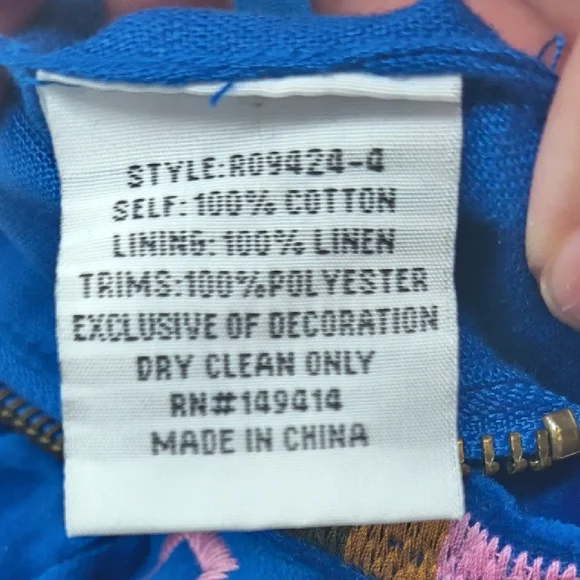 STYLE:R09424-4
SELF:100% COTTON
LINING:100% LINEN
TRIMS:100%POLYESTER
EXCLUSIVE OF DECORATION
DRY CLEAN ONLY
RN#149414
MADE IN CHINA